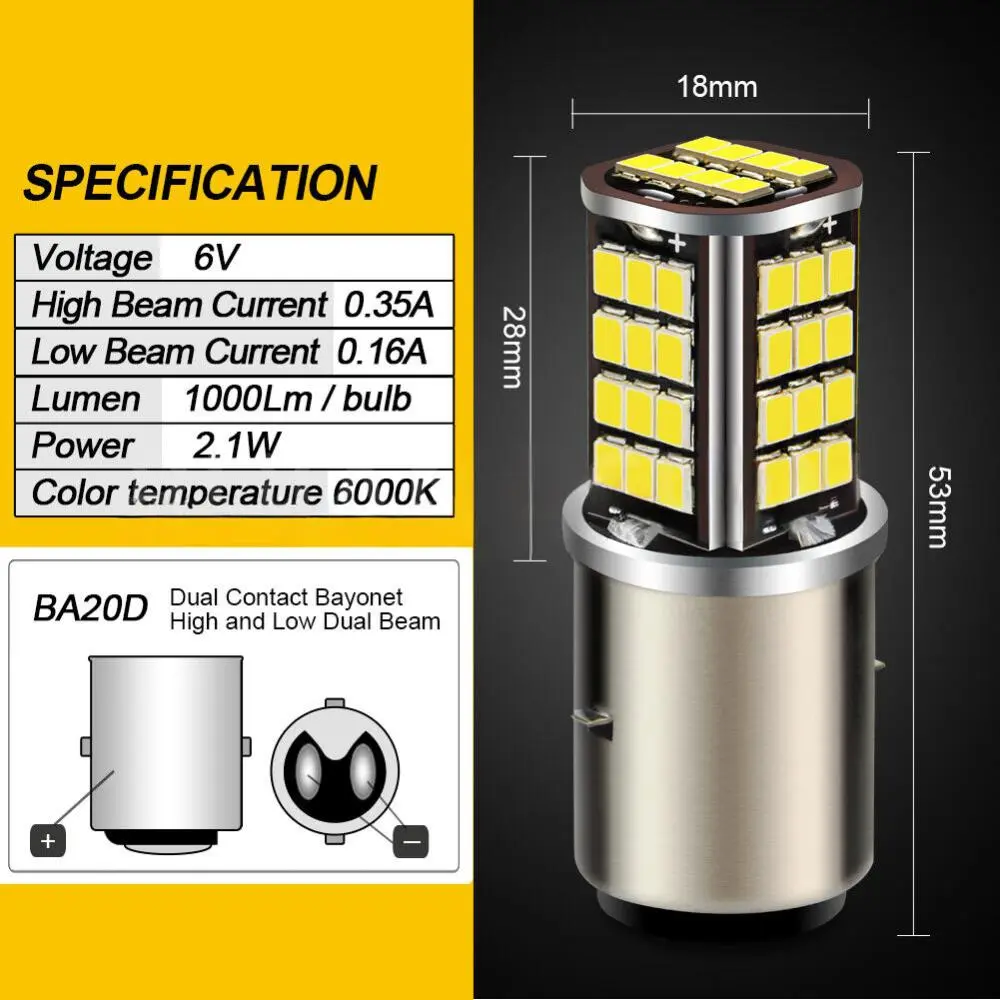 SPECIFICATION
Voltage 6V
High Beam Current 0.35A
Low Beam Current 0.16A
Lumen 1000Lm / bulb
Power 2.1W
Color temperature 6000K
BA20D Dual Contact Bayonet
High and Low Dual Beam
+
−
18mm
28mm
53mm
+
+